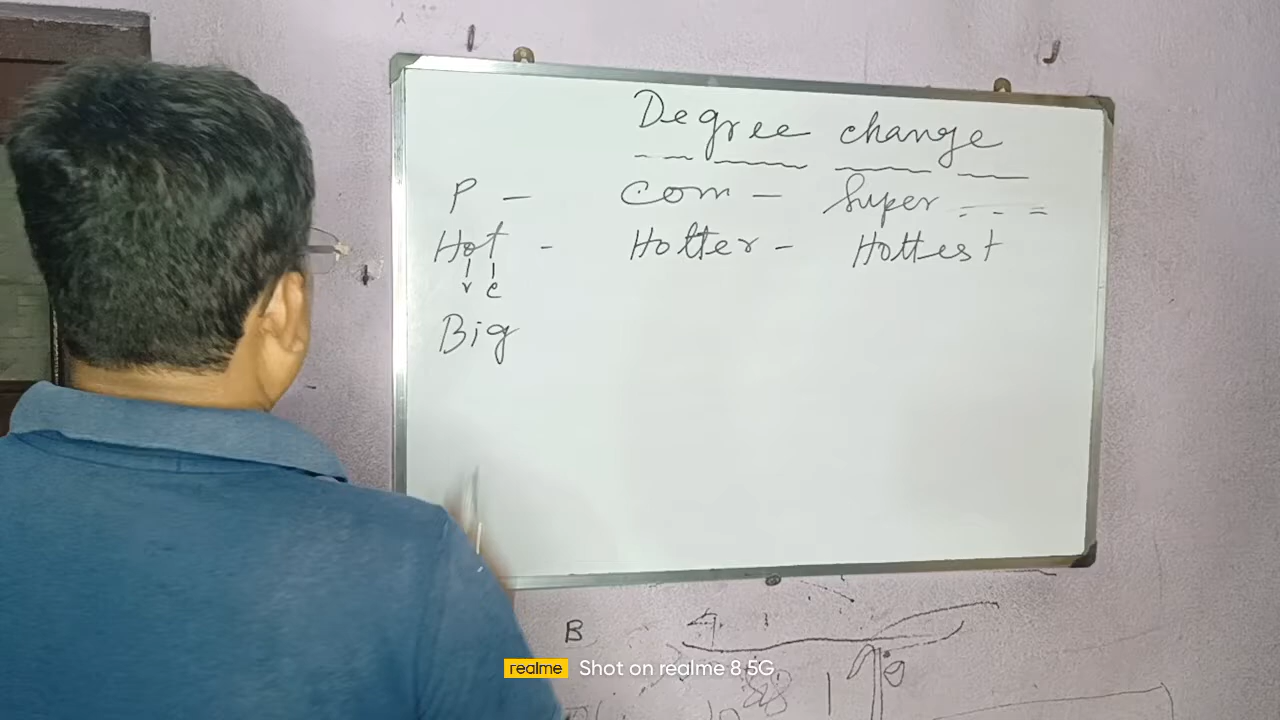 Degree change
P - Com - Super - - =
Hot - Hotter - Hottest
v c
Big
B
realme Shot on realme 8 5G